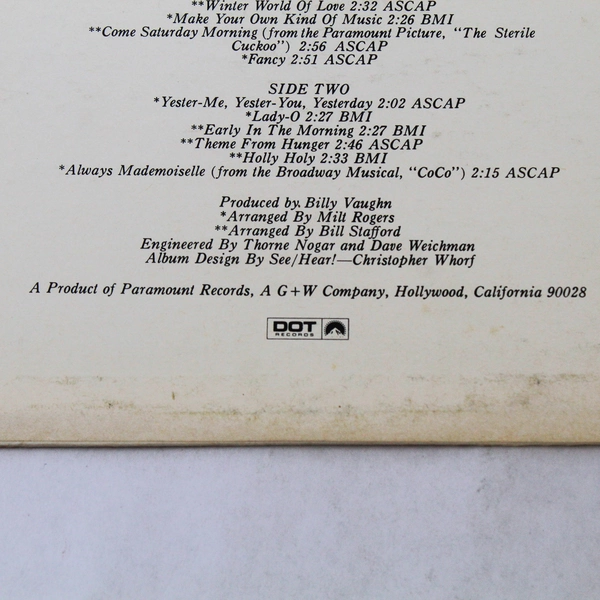 **Winter World Of Love 2:32 ASCAP
*Make Your Own Kind Of Music 2:26 BMI
**Come Saturday Morning (from the Paramount Picture, "The Sterile
Cuckoo") 2:56 ASCAP
*Fancy 2:51 ASCAP
SIDE TWO
*Yester-Me, Yester-You, Yesterday 2:02 ASCAP
*Lady-O 2:27 BMI
**Early In The Morning 2:27 BMI
**Theme From Hunger 2:46 ASCAP
**Holly Holy 2:33 BMI
*Always Mademoiselle (from the Broadway Musical, "CoCo") 2:15 ASCAP
Produced by. Billy Vaughn
*Arranged By Milt Rogers
**Arranged By Bill Stafford
Engineered By Thorne Nogar and Dave Weichman
Album Design By See/Hear!—Christopher Whorf
A Product of Paramount Records, A G+W Company, Hollywood, California 90028
DOT
RECORDS